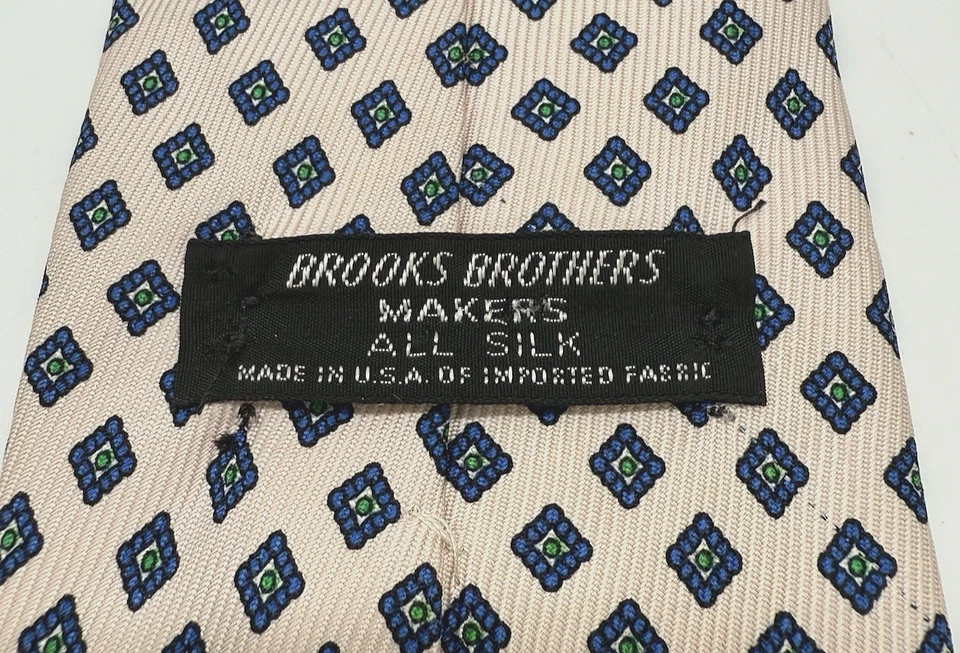 BROOKS BROTHERS
MAKERS
ALL SILK
MADE IN U.S.A. OF IMPORTED FABRIC